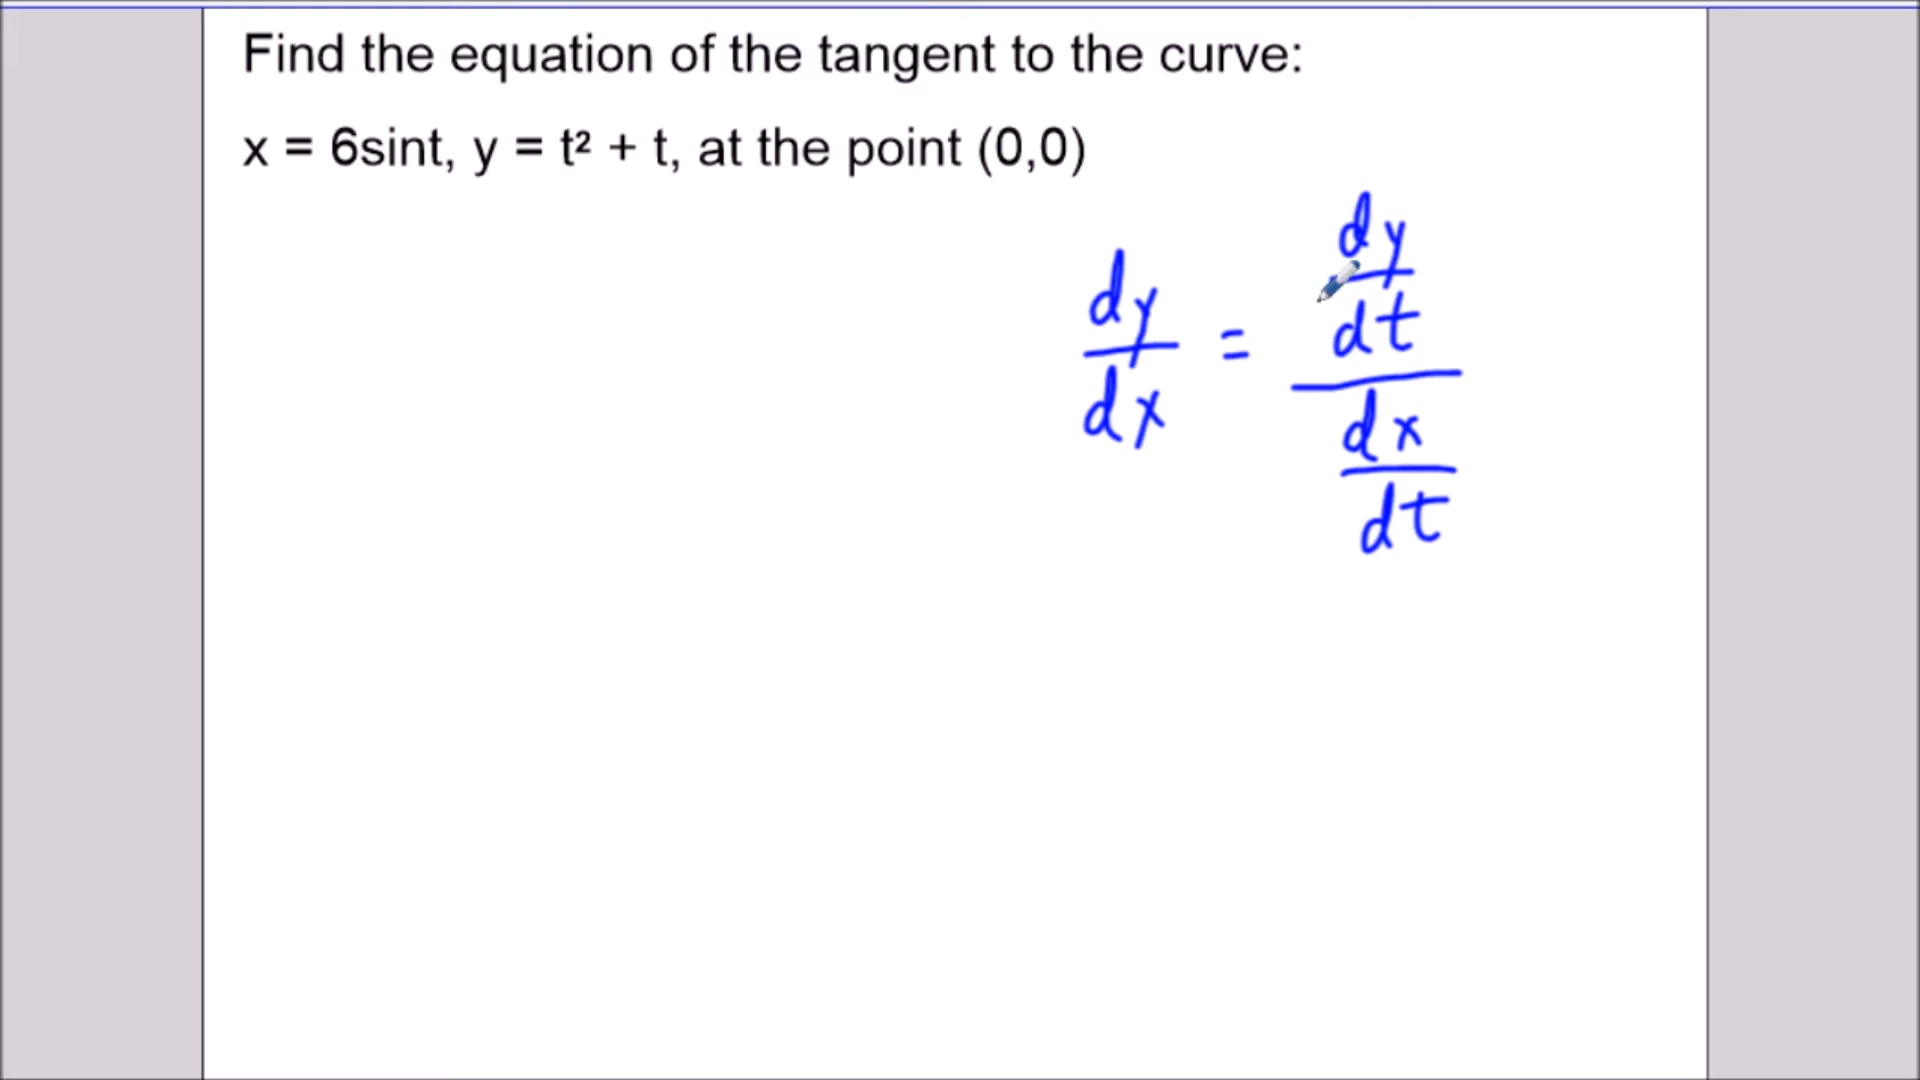 Find the equation of the tangent to the curve:
x = 6sint, y = t² + t, at the point (0,0)
dy/dx = (dy/dt)/(dx/dt)